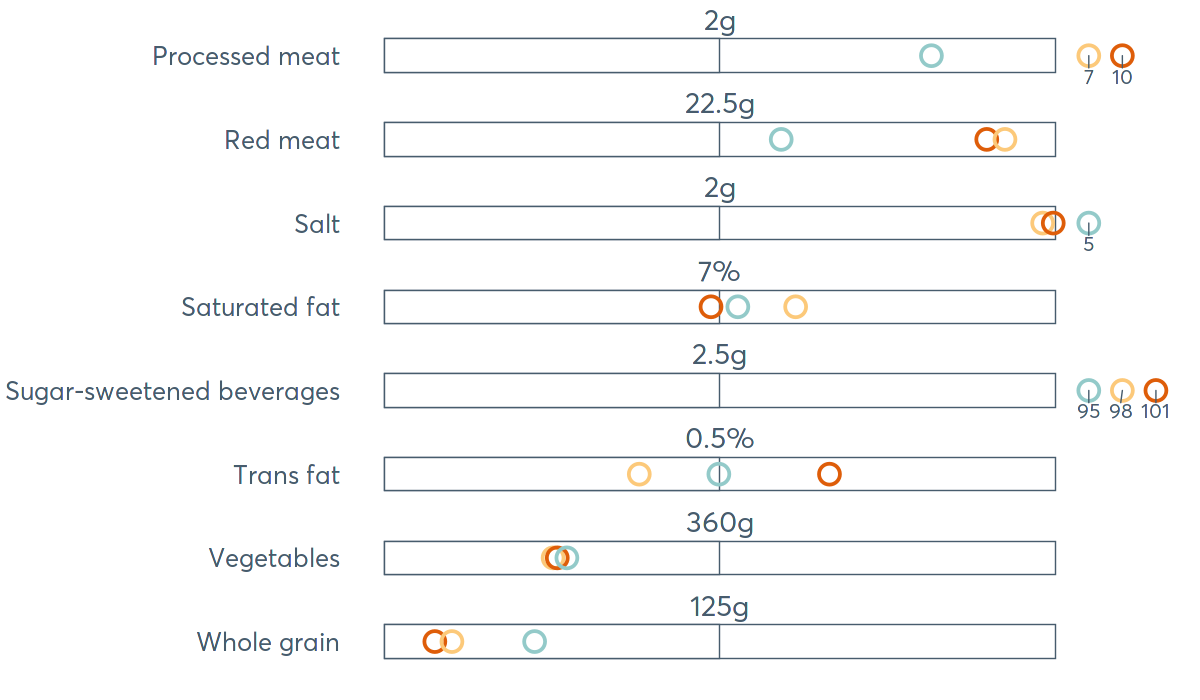 2g
Processed meat
7 10
22.5g
Red meat
2g
Salt
5
7%
Saturated fat
2.5g
Sugar-sweetened beverages
95 98 101
0.5%
Trans fat
360g
Vegetables
125g
Whole grain